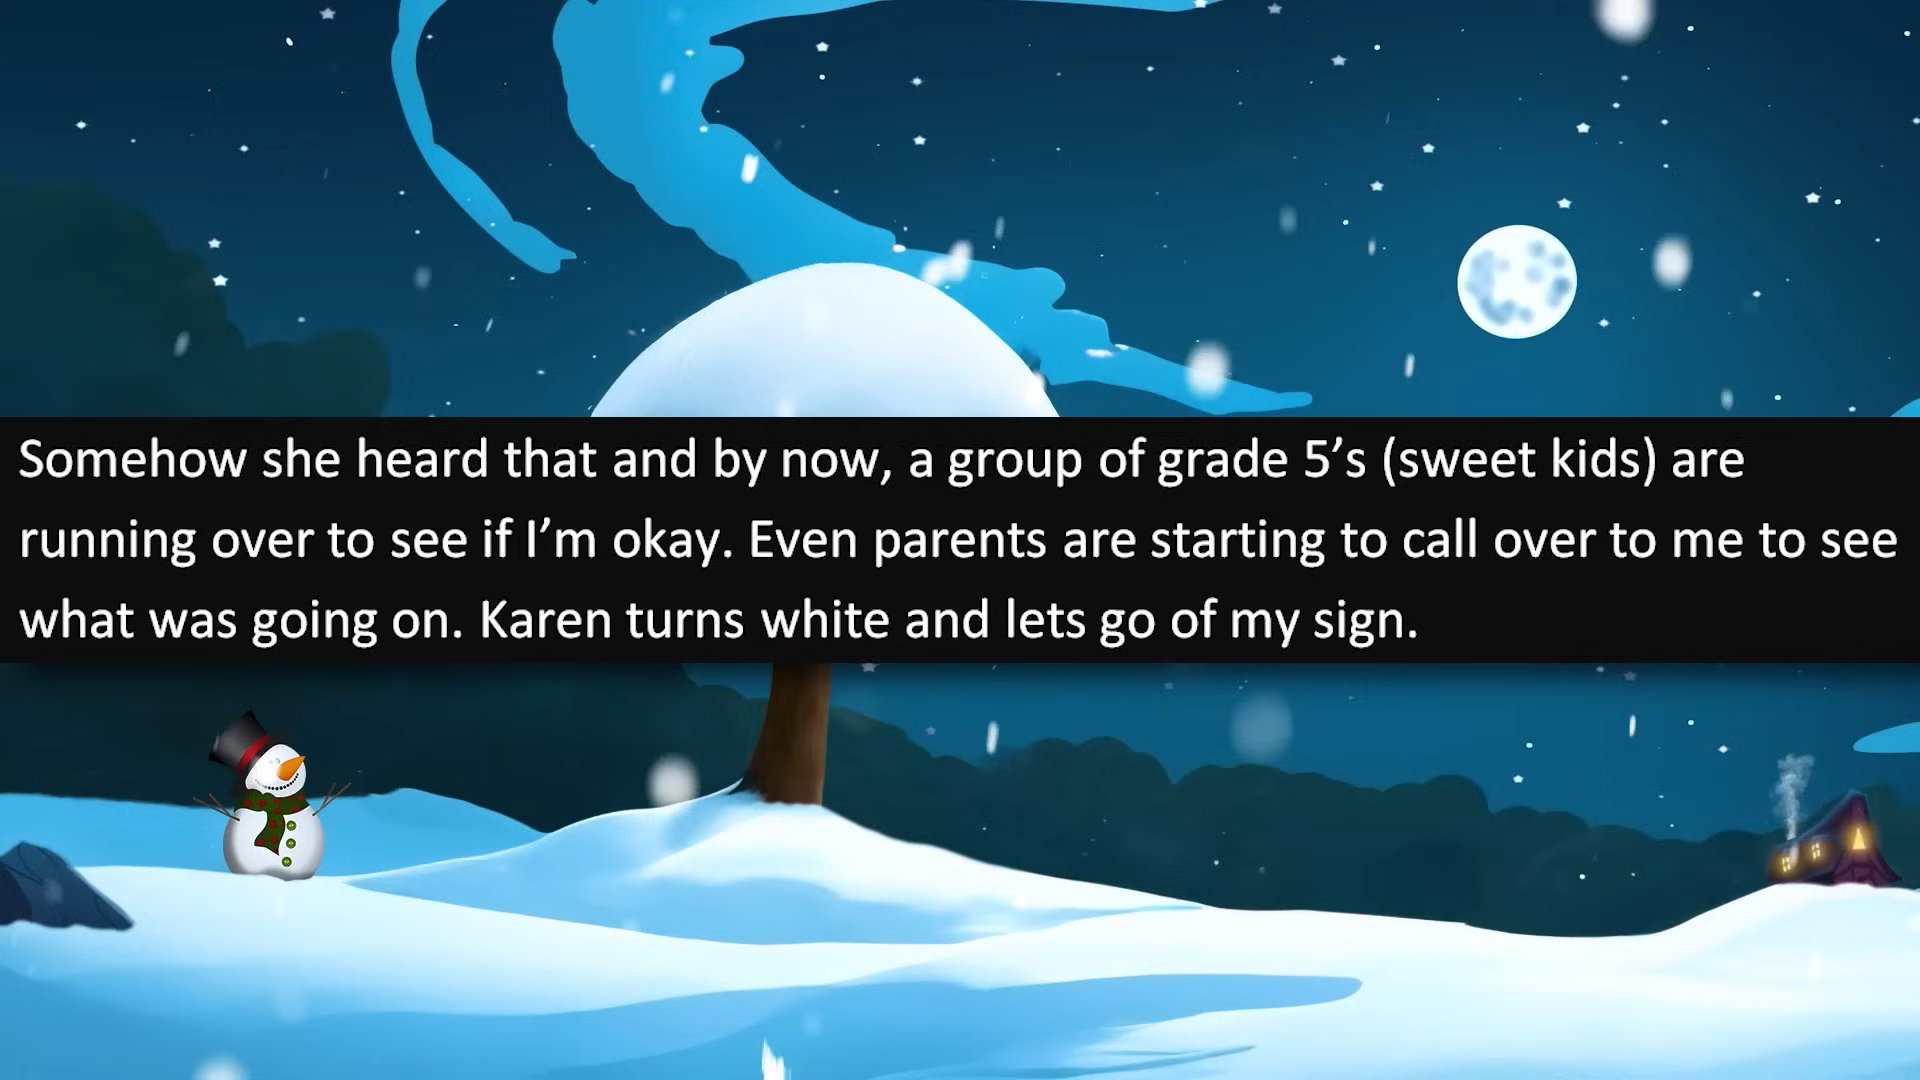 Somehow she heard that and by now, a group of grade 5’s (sweet kids) are
running over to see if I’m okay. Even parents are starting to call over to me to see
what was going on. Karen turns white and lets go of my sign.